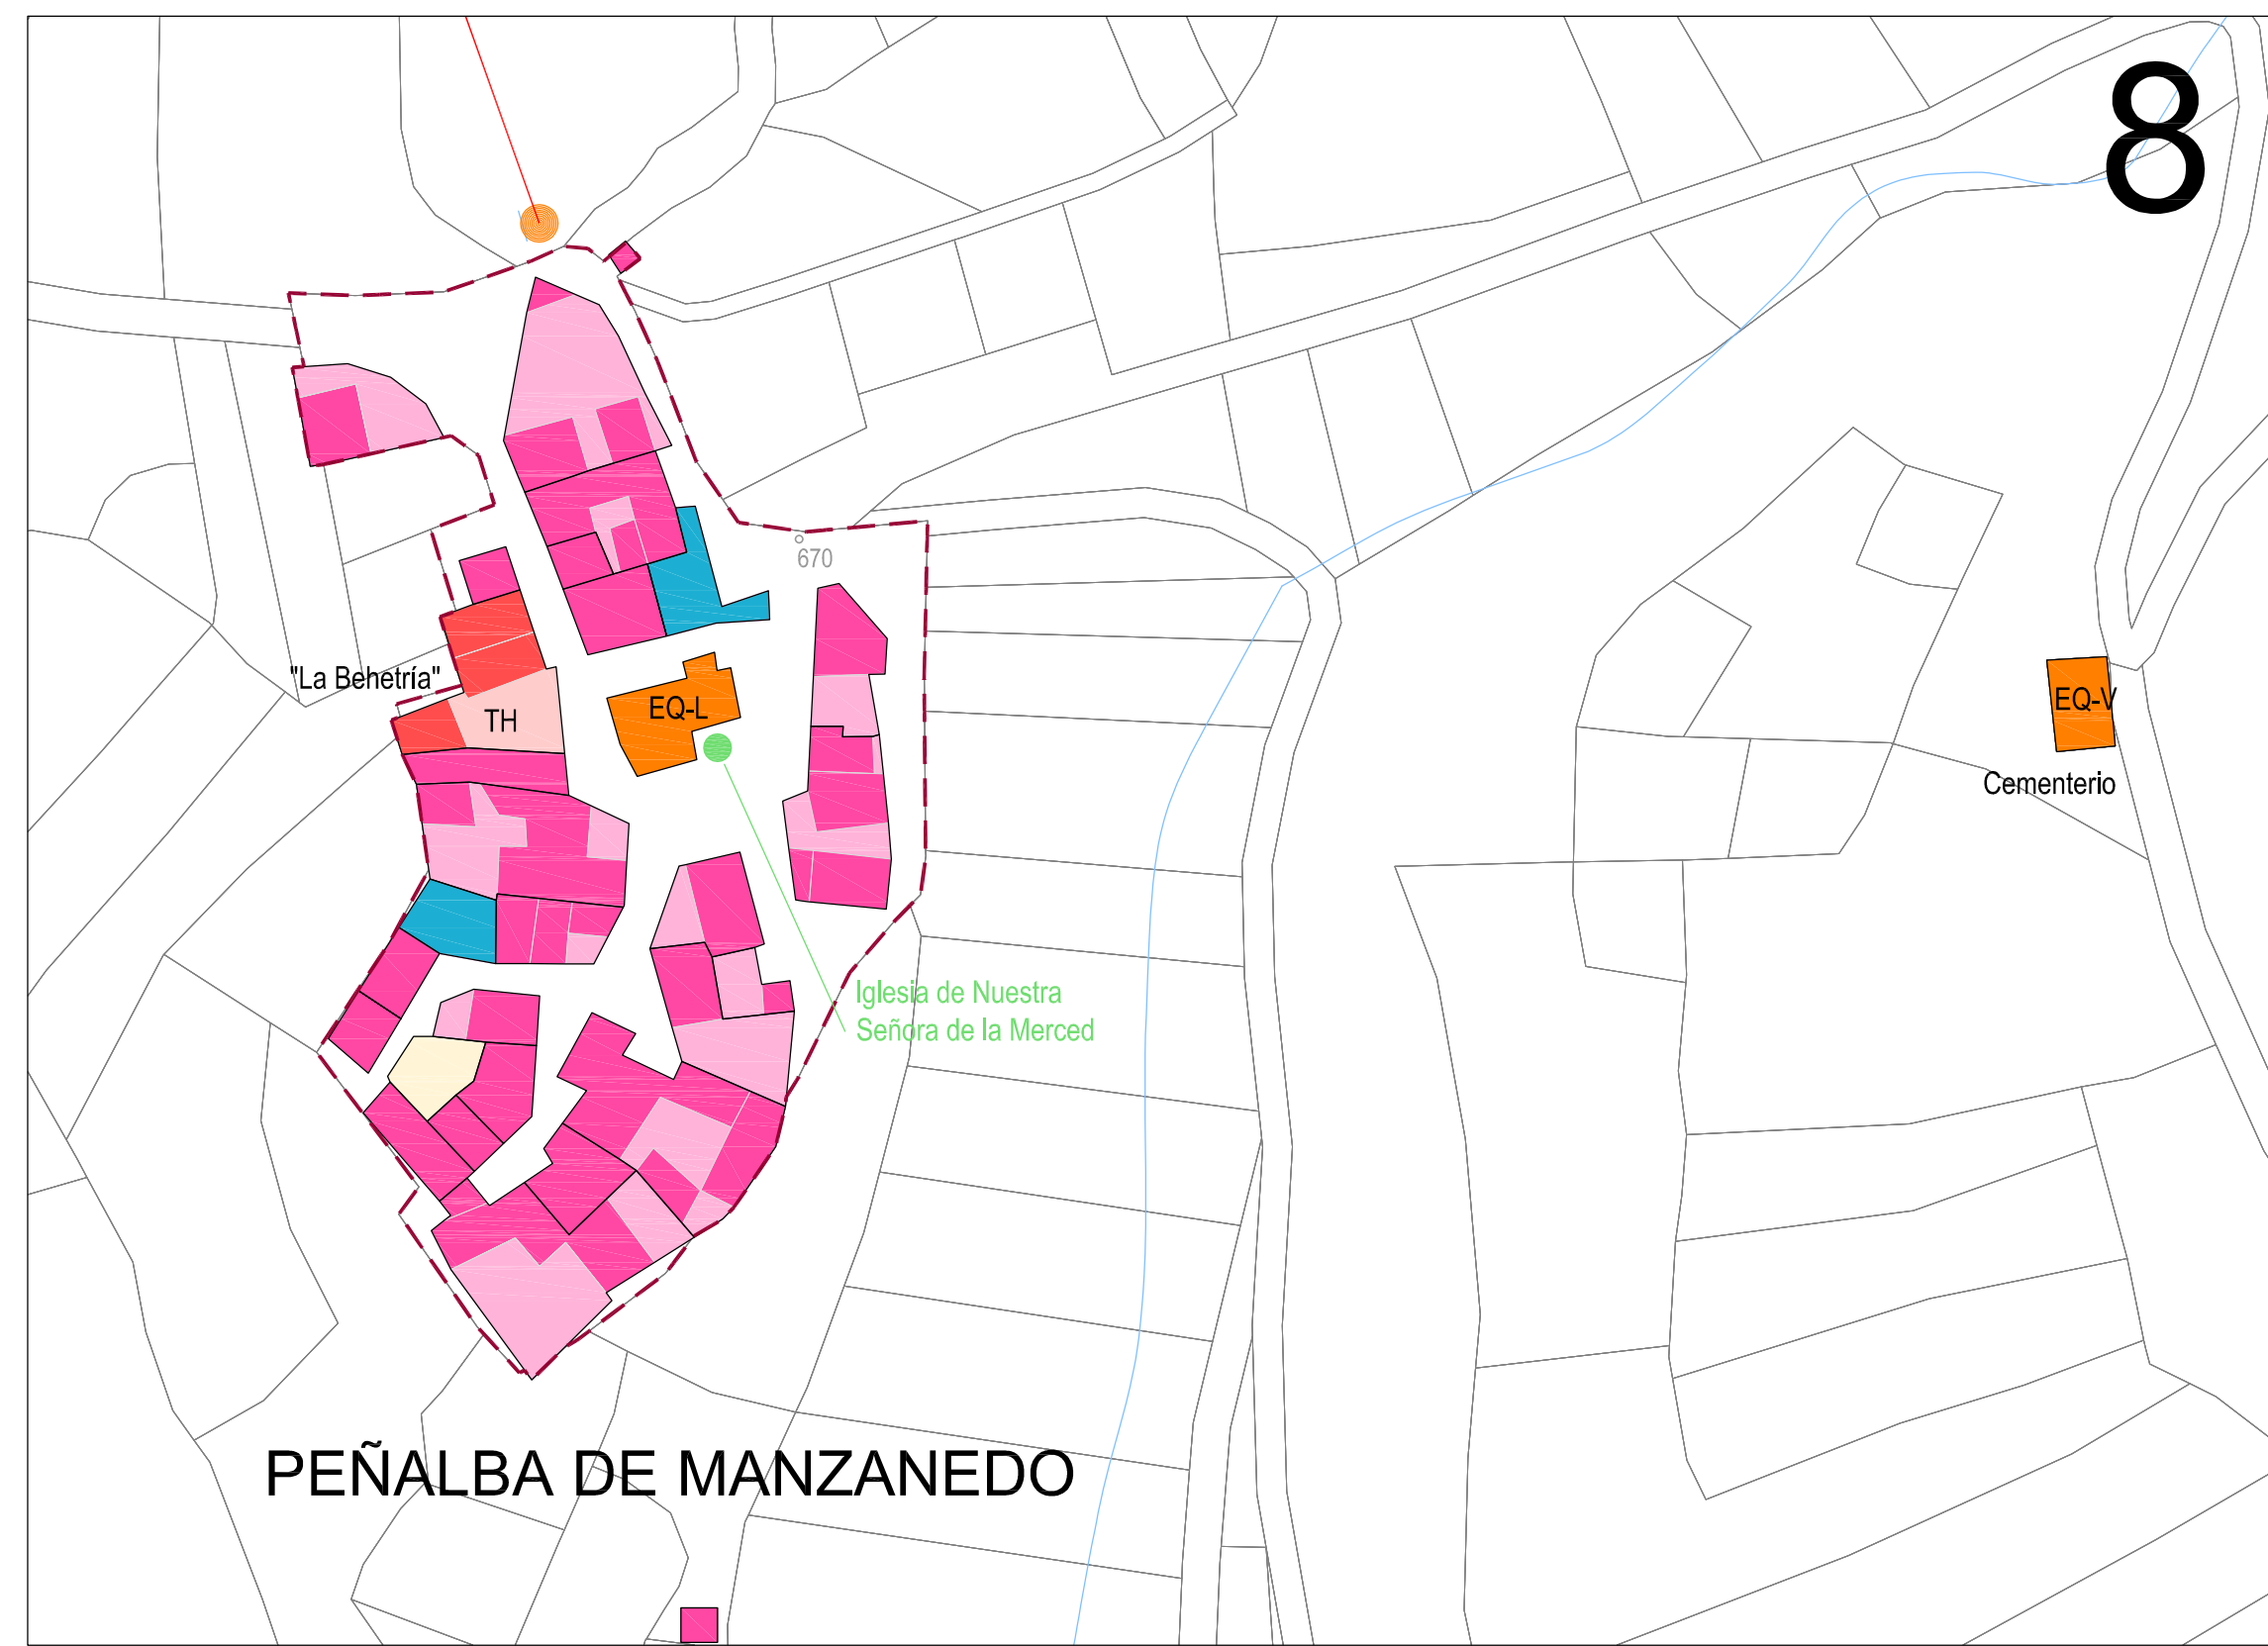 8
670
"La Behetría"
TH
EQ-L
EQ-V
Cementerio
Iglesia de Nuestra
Señora de la Merced
PEÑALBA DE MANZANEDO